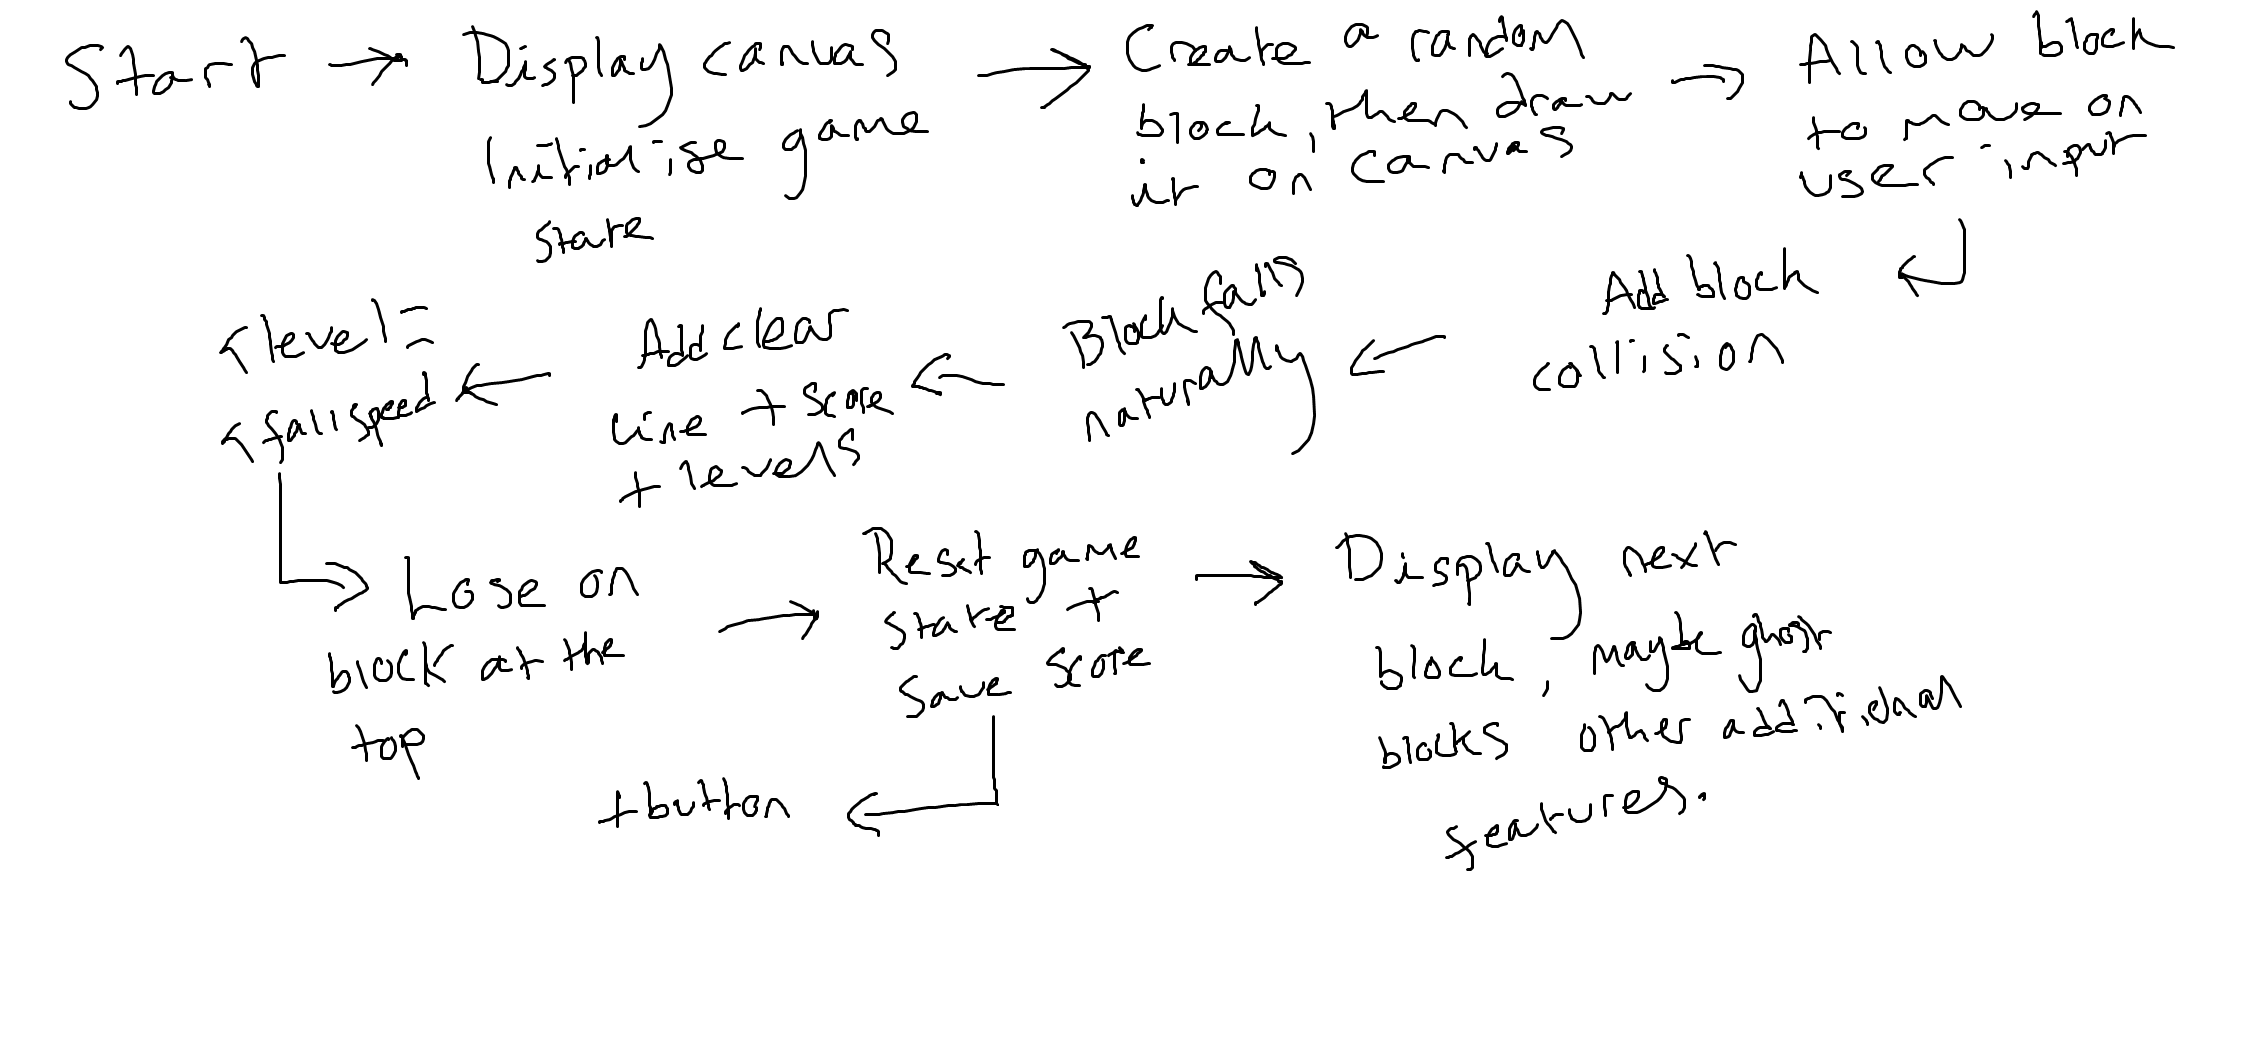 Start → Display canvas
Initialise game
state
→ Create a random
block, then draw
it on canvas
→ Allow block
to move on
user input
Add block
collision
← Block falls
naturally
← Add clear
line + score
+ levels
↑ level =
↑ fall speed
Lose on
block at the
top
→ Reset game
state +
save score
+ button
→ Display next
block, maybe ghost
blocks other additional
features.